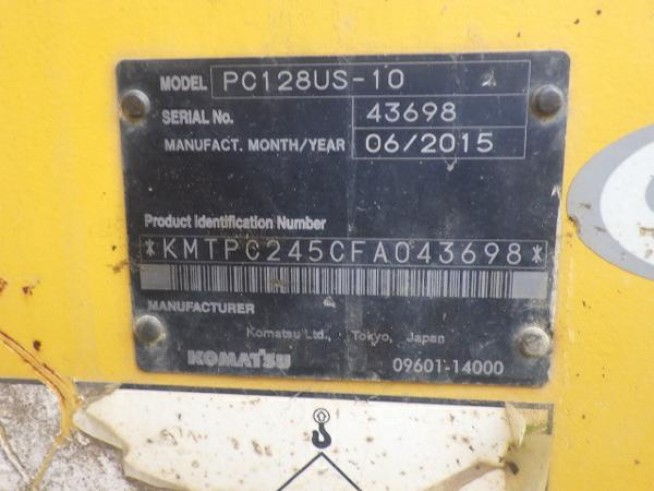 MODEL PC128US-10
SERIAL No. 43698
MANUFACT. MONTH/YEAR 06/2015
Product Identification Number
*KMTPC245CFA043698*
MANUFACTURER
Komatsu Ltd., Tokyo, Japan
KOMATSU 09601-14000